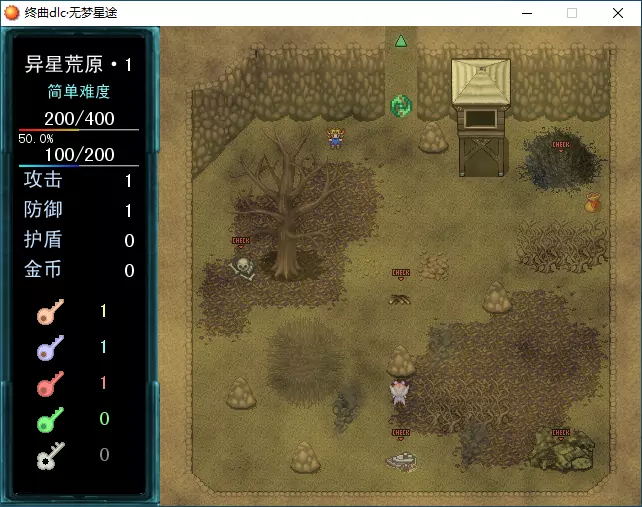 终曲dlc·无梦星途
异星荒原·1
简单难度
200/400
50.0%
100/200
攻击 1
防御 1
护盾 0
金币 0
1
1
1
0
0
CHECK
CHECK
CHECK
CHECK
CHECK